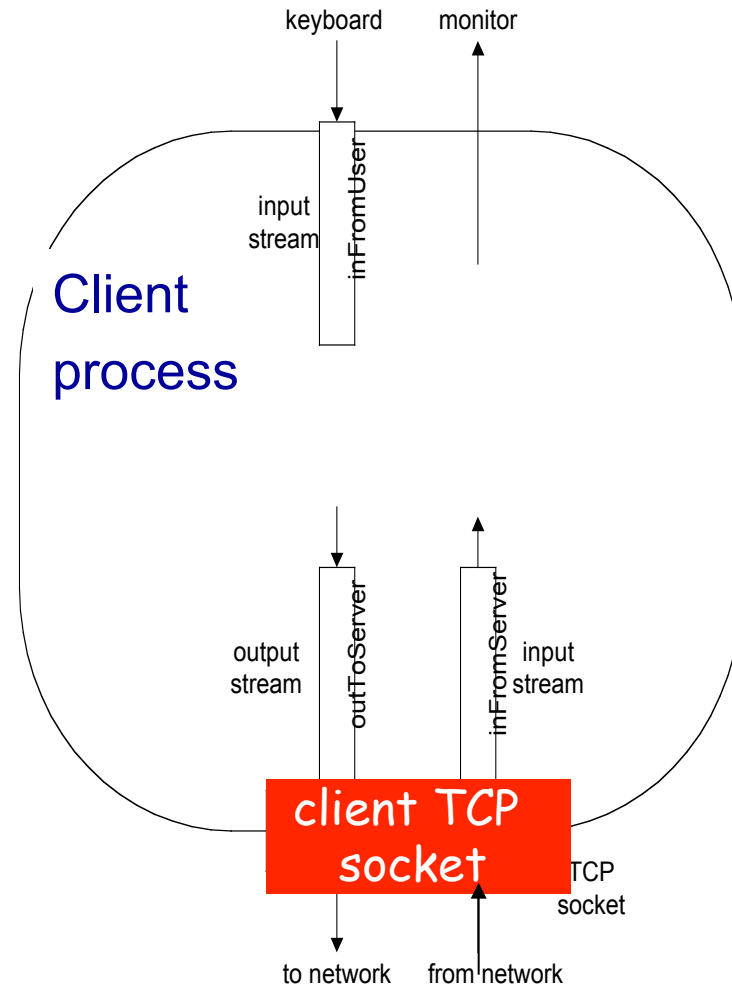 keyboard
monitor
inFromUser
input
stream
Client
process
output
stream
outToServer
inFromServer
input
stream
client TCP
socket
TCP
socket
to network
from network